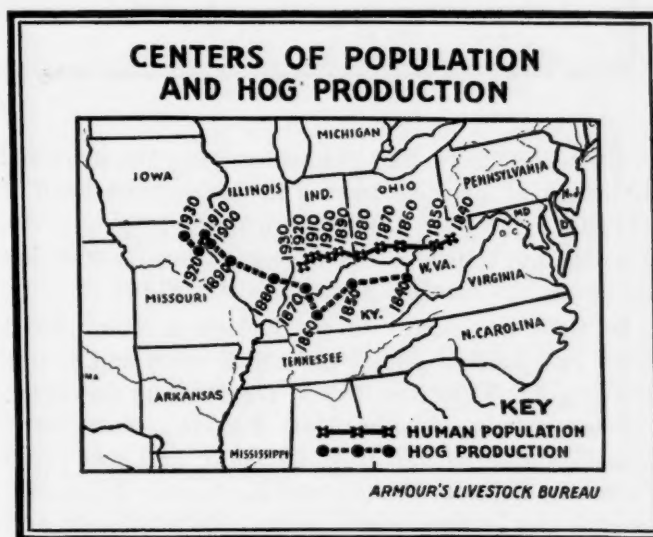 CENTERS OF POPULATION
AND HOG PRODUCTION
MICHIGAN
IOWA
ILLINOIS
IND.
OHIO
PENNSYLVANIA
N.J.
MD
D
D C
W.VA.
VIRGINIA
MISSOURI
KY.
N.CAROLINA
TENNESSEE
ARKANSAS
MA
MISSISSIPPI
1930
1920
1910
1900
1890
1880
1870
1860
1850
1840
1930
1920
1910
1900
1890
1880
1870
1860
1850
1840
KEY
HUMAN POPULATION
HOG PRODUCTION
ARMOUR'S LIVESTOCK BUREAU